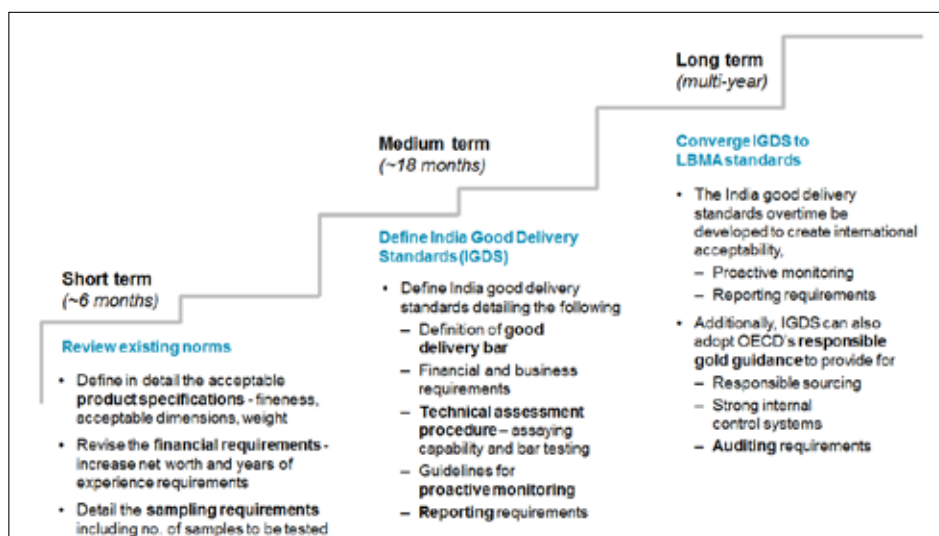 Short term
(~6 months)
Review existing norms
• Define in detail the acceptable
product specifications - fineness,
acceptable dimensions, weight
• Revise the financial requirements -
increase net worth and years of
experience requirements
• Detail the sampling requirements
including no. of samples to be tested
Medium term
(~18 months)
Define India Good Delivery
Standards (IGDS)
• Define India good delivery
standards detailing the following
– Definition of good
delivery bar
– Financial and business
requirements
– Technical assessment
procedure – assaying
capability and bar testing
– Guidelines for
proactive monitoring
– Reporting requirements
Long term
(multi-year)
Converge IGDS to
LBMA standards
• The India good delivery
standards overtime be
developed to create international
acceptability,
– Proactive monitoring
– Reporting requirements
• Additionally, IGDS can also
adopt OECD's responsible
gold guidance to provide for
– Responsible sourcing
– Strong internal
control systems
– Auditing requirements